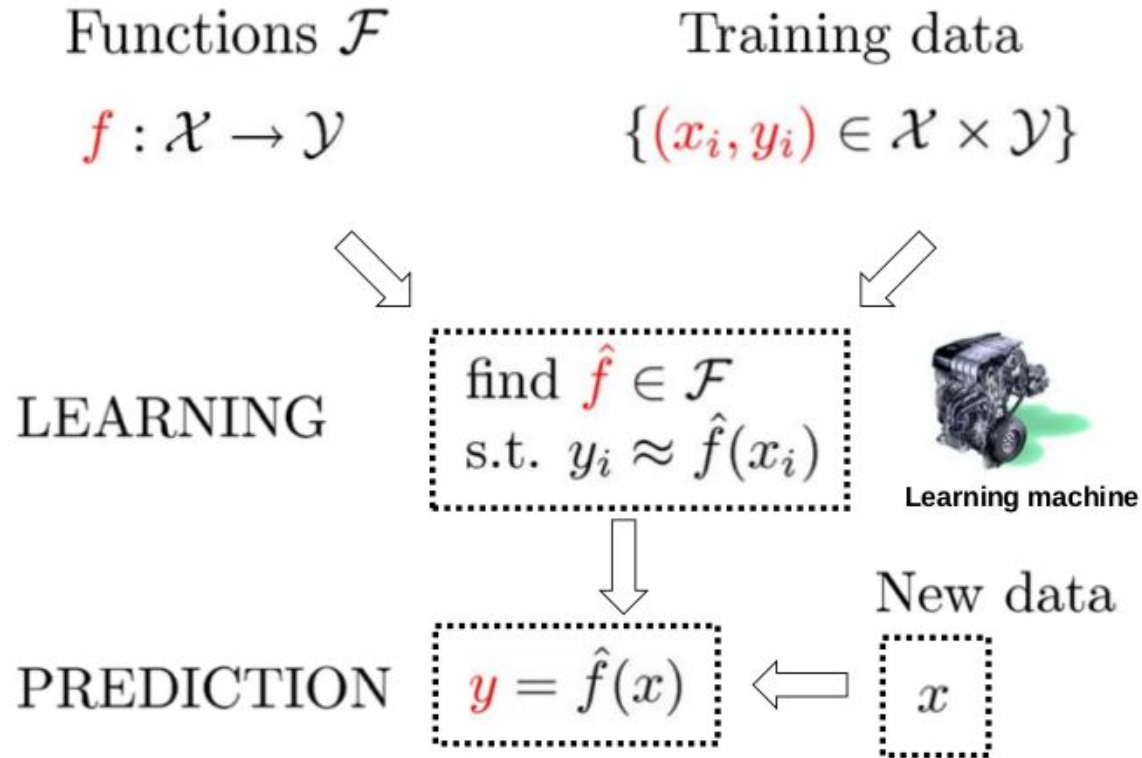 Functions ℱ
Training data
f : 𝒳 → 𝒴
{(xᵢ, yᵢ) ∈ 𝒳 × 𝒴}
LEARNING
find f̂ ∈ ℱ
s.t. yᵢ ≈ f̂(xᵢ)
Learning machine
New data
PREDICTION
y = f̂(x)
x